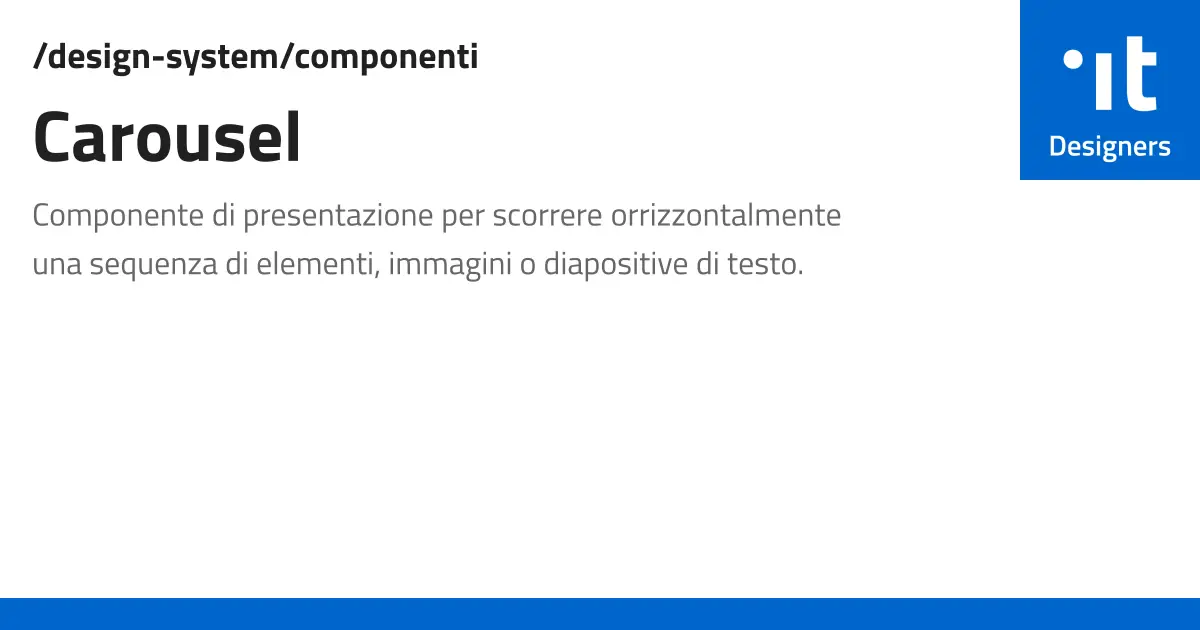 /design-system/componenti
Carousel
Componente di presentazione per scorrere orrizzontalmente
una sequenza di elementi, immagini o diapositive di testo.
it
Designers